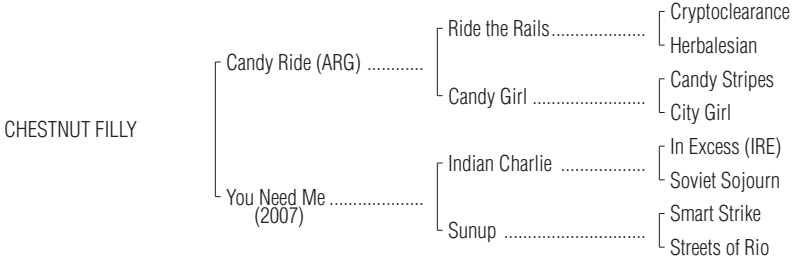 Cryptoclearance
Ride the Rails......................
Herbalesian
Candy Ride (ARG) ............
Candy Stripes
Candy Girl ..........................
City Girl
CHESTNUT FILLY
In Excess (IRE)
Indian Charlie ...................
Soviet Sojourn
You Need Me ....................
(2007)
Smart Strike
Sunup ................................
Streets of Rio